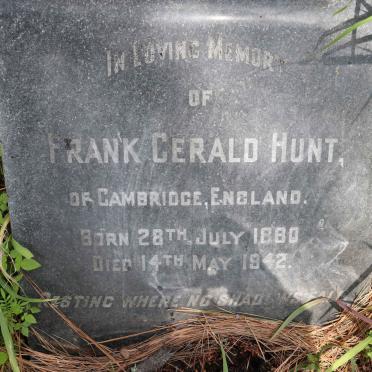 IN LOVING MEMORY
OF
FRANK GERALD HUNT,
OF CAMBRIDGE, ENGLAND.
BORN 28TH JULY 1880
DIED 14TH MAY 1942.
RESTING WHERE NO SHADOWS